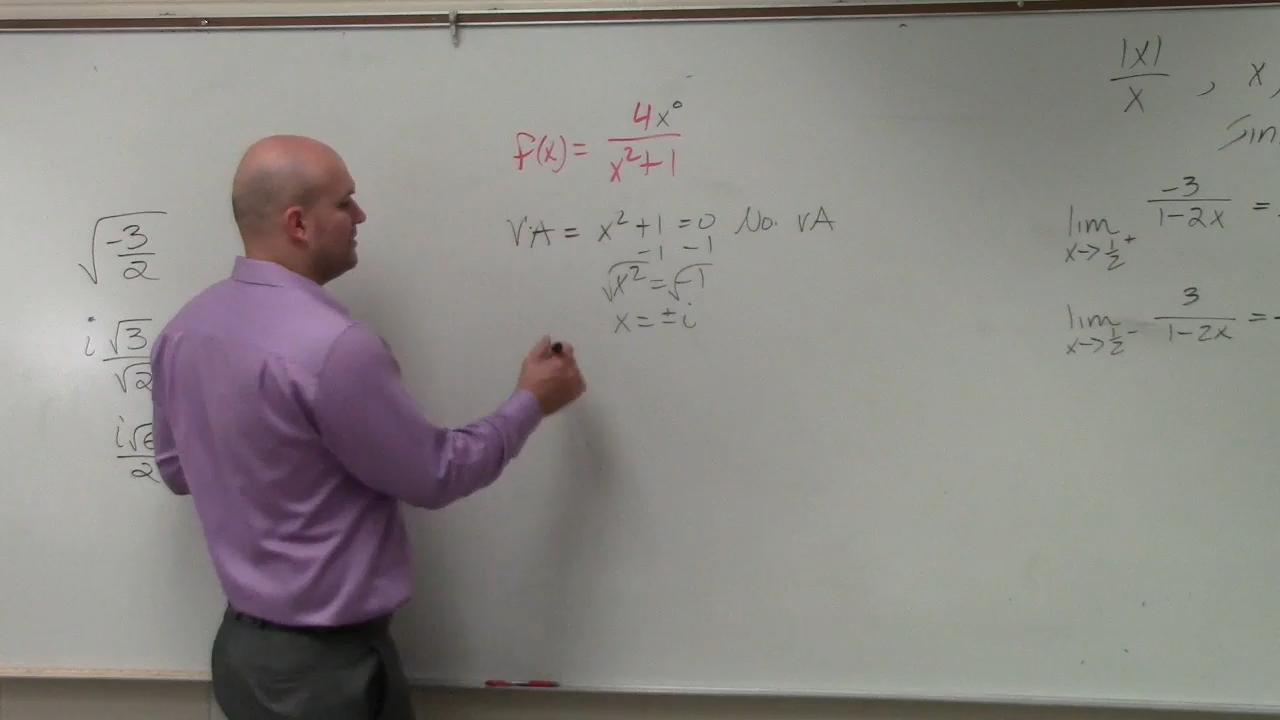 √(-3/2)
i √3/√2
i√6/2
f(x) = 4x⁰/(x²+1)
VA = x²+1 = 0 No. VA
-1 -1
√x² = √-1
x = ± i
|x|/x , x
lim x→½⁺ -3/(1-2x) =
lim x→½⁻ 3/(1-2x) = -